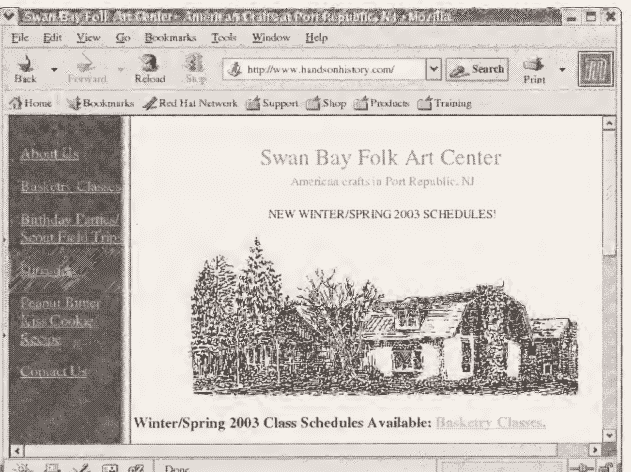 Swan Bay Folk Art Center - American Crafts at Port Republic, NJ - Mozilla
File Edit View Go Bookmarks Tools Window Help
Back Forward Reload Stop http://www.handsonhistory.com/ Search Print
Home Bookmarks Red Hat Network Support Shop Products Training
About Us
Basketry Classes
Birthday Parties/
Scout Field Trips
Peanut Butter
Kiss Cookie
Recipe
Contact Us
Swan Bay Folk Art Center
American crafts in Port Republic, NJ
NEW WINTER/SPRING 2003 SCHEDULES!
Winter/Spring 2003 Class Schedules Available: Basketry Classes.
Done